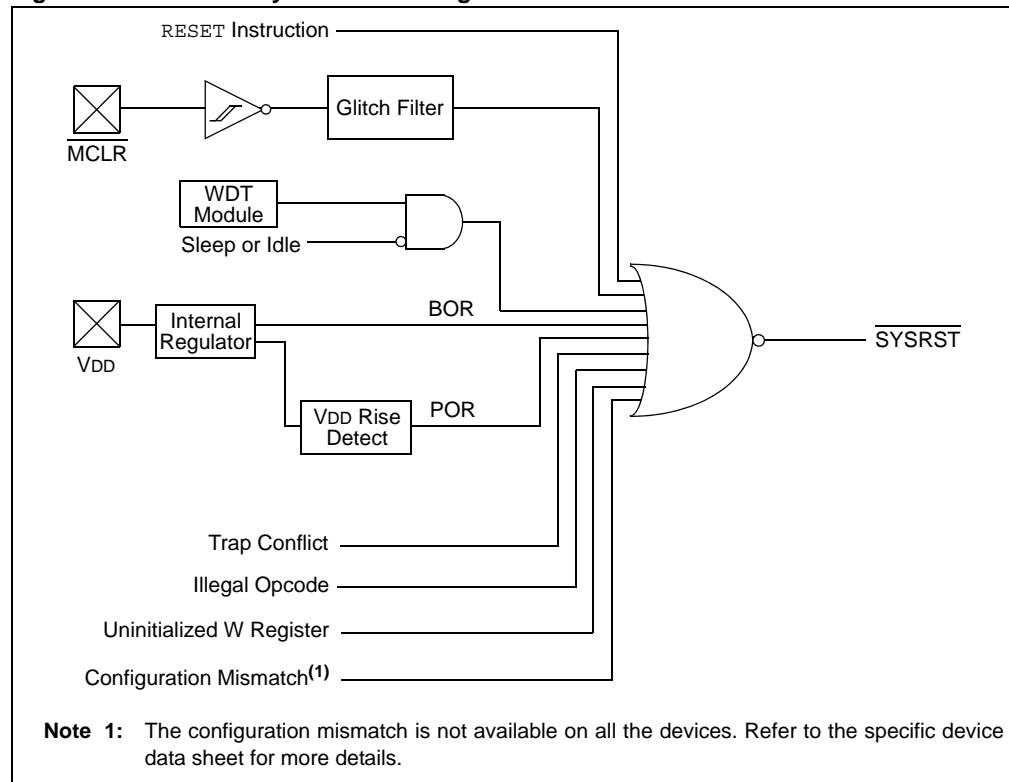 RESET Instruction
MCLR
Glitch Filter
WDT
Module
Sleep or Idle
VDD
Internal
Regulator
BOR
VDD Rise
Detect
POR
SYSRST
Trap Conflict
Illegal Opcode
Uninitialized W Register
Configuration Mismatch(1)
Note 1: The configuration mismatch is not available on all the devices. Refer to the specific device
data sheet for more details.